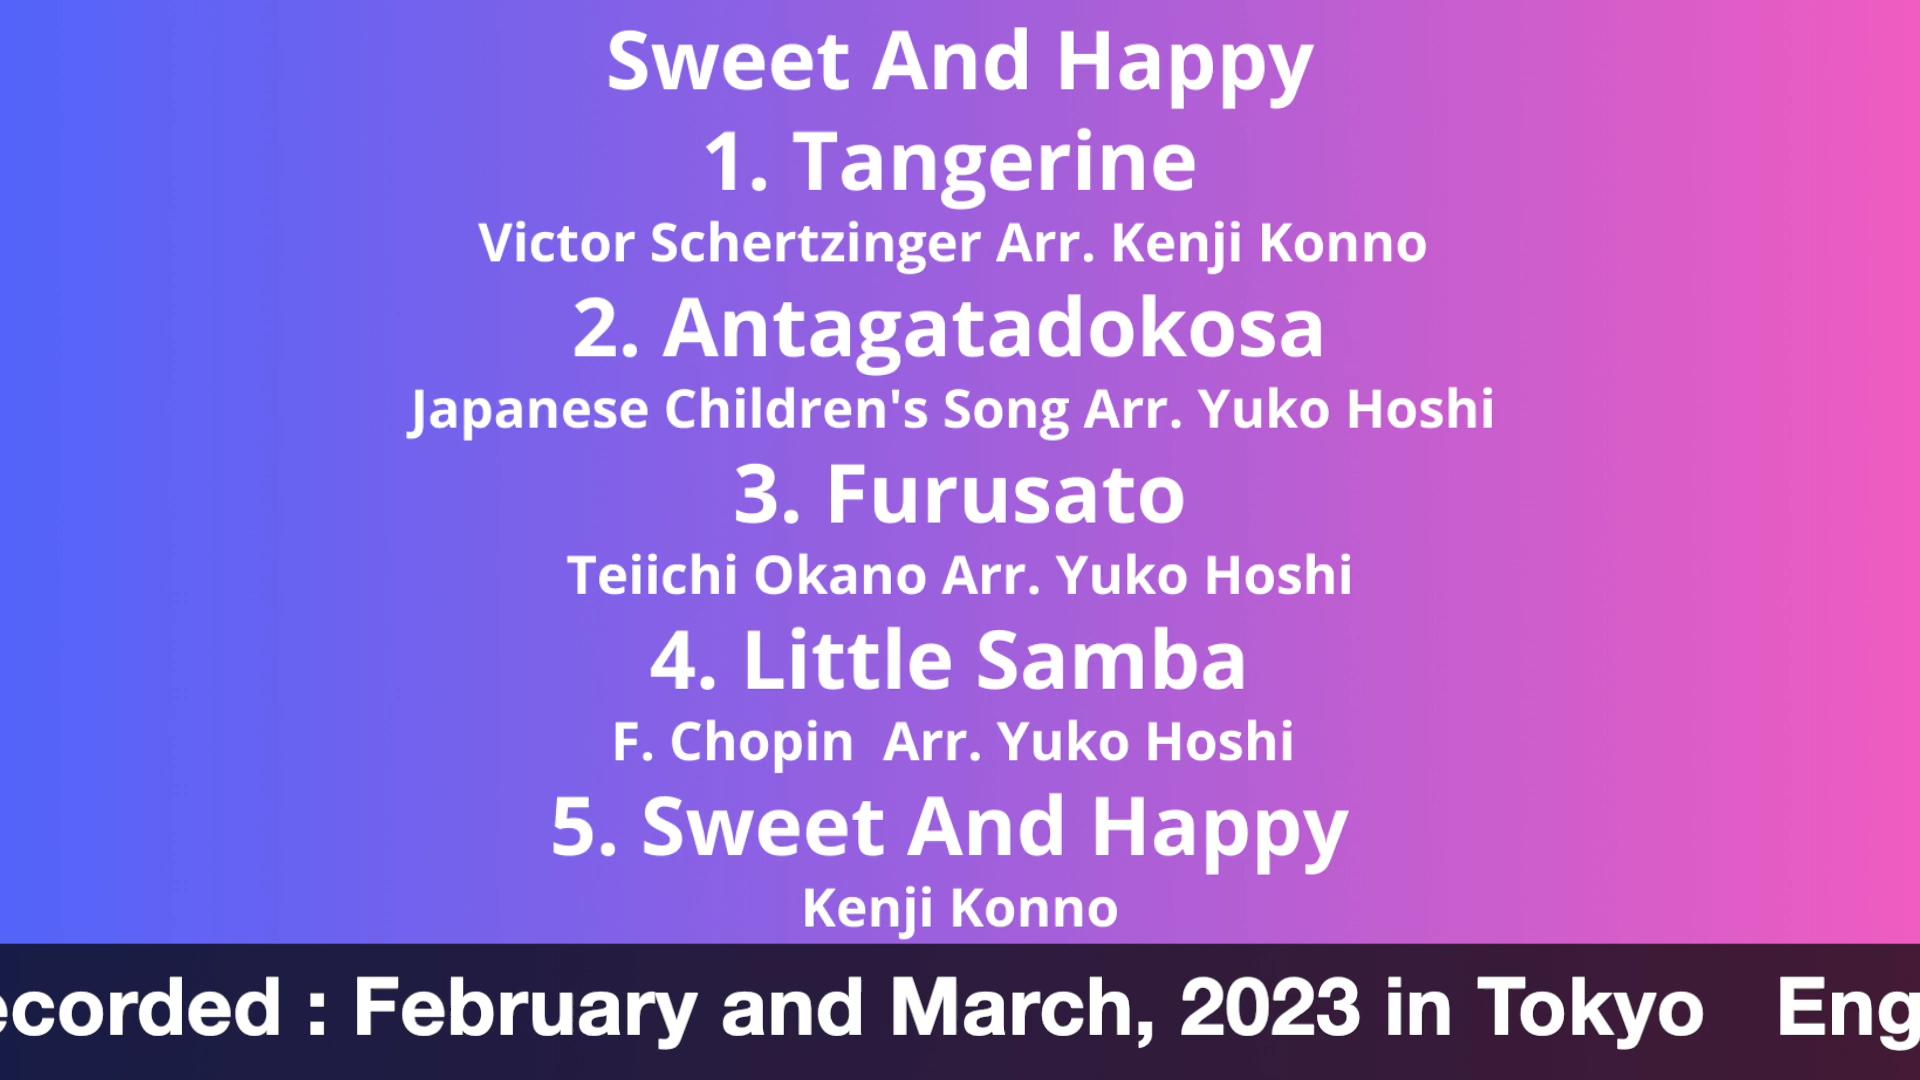 Sweet And Happy
1. Tangerine
Victor Schertzinger Arr. Kenji Konno
2. Antagatadokosa
Japanese Children's Song Arr. Yuko Hoshi
3. Furusato
Teiichi Okano Arr. Yuko Hoshi
4. Little Samba
F. Chopin  Arr. Yuko Hoshi
5. Sweet And Happy
Kenji Konno
ecorded : February and March, 2023 in Tokyo   Eng